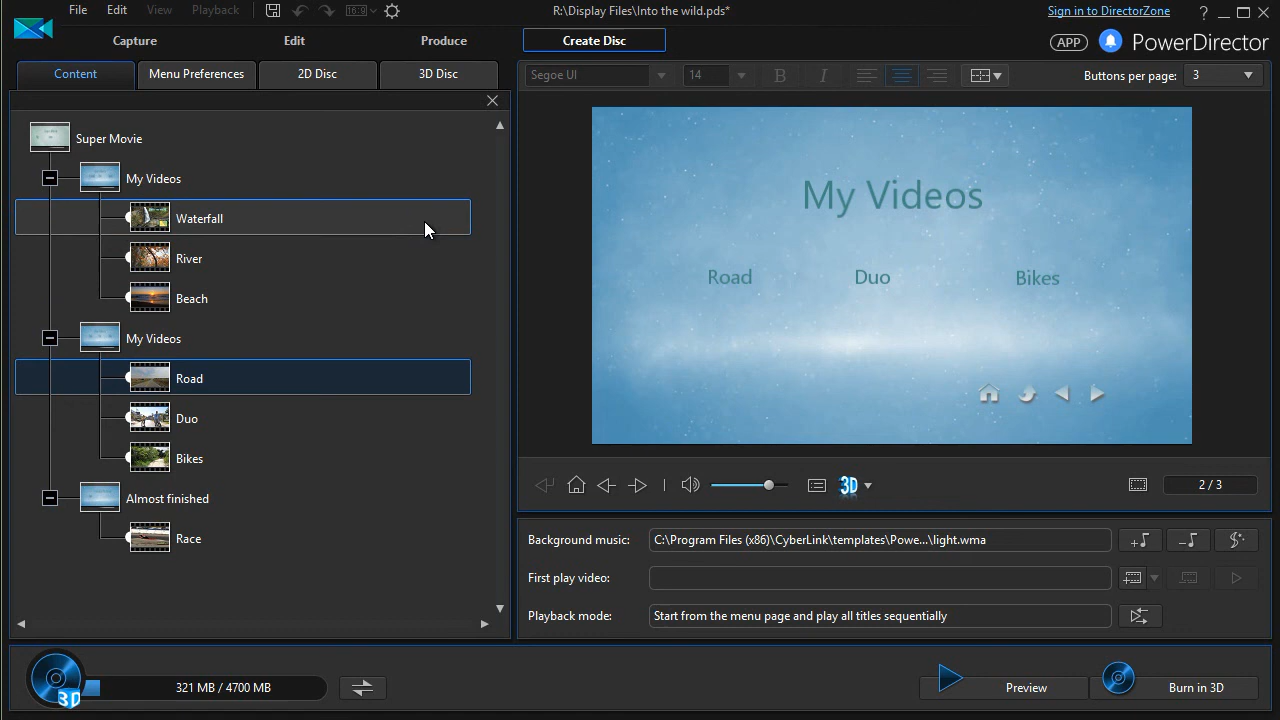 File Edit View Playback 16:9 R:\Display Files\Into the wild.pds* Sign in to DirectorZone ?
Capture Edit Produce Create Disc APP PowerDirector
Content Menu Preferences 2D Disc 3D Disc
Segoe UI 14 B I Buttons per page: 3
Super Movie
My Videos
Waterfall
River
Beach
My Videos
Road
Duo
Bikes
Almost finished
Race
My Videos
Road Duo Bikes
3D 2 / 3
Background music: C:\Program Files (x86)\CyberLink\templates\Powe...\light.wma
First play video:
Playback mode: Start from the menu page and play all titles sequentially
3D 321 MB / 4700 MB Preview Burn in 3D